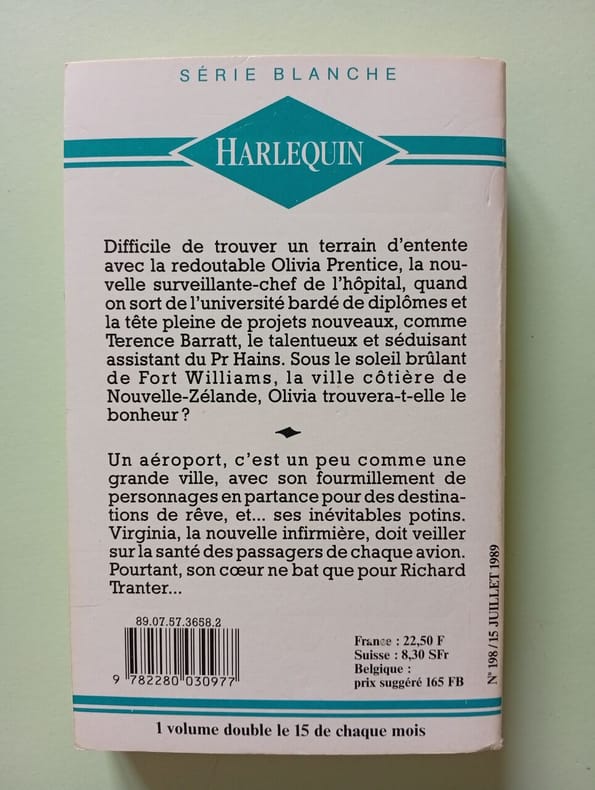 SÉRIE BLANCHE
HARLEQUIN
Difficile de trouver un terrain d'entente
avec la redoutable Olivia Prentice, la nou-
velle surveillante-chef de l'hôpital, quand
on sort de l'université bardé de diplômes et
la tête pleine de projets nouveaux, comme
Terence Barratt, le talentueux et séduisant
assistant du Pr Hains. Sous le soleil brûlant
de Fort Williams, la ville côtière de
Nouvelle-Zélande, Olivia trouvera-t-elle le
bonheur ?
Un aéroport, c'est un peu comme une
grande ville, avec son fourmillement de
personnages en partance pour des destina-
tions de rêve, et... ses inévitables potins.
Virginia, la nouvelle infirmière, doit veiller
sur la santé des passagers de chaque avion.
Pourtant, son cœur ne bat que pour Richard
Tranter...
89.07.57.3658.2
9 782280 030977
France : 22,50 F
Suisse : 8,30 SFr
Belgique :
prix suggéré 165 FB
N° 198 / 15 JUILLET 1989
1 volume double le 15 de chaque mois